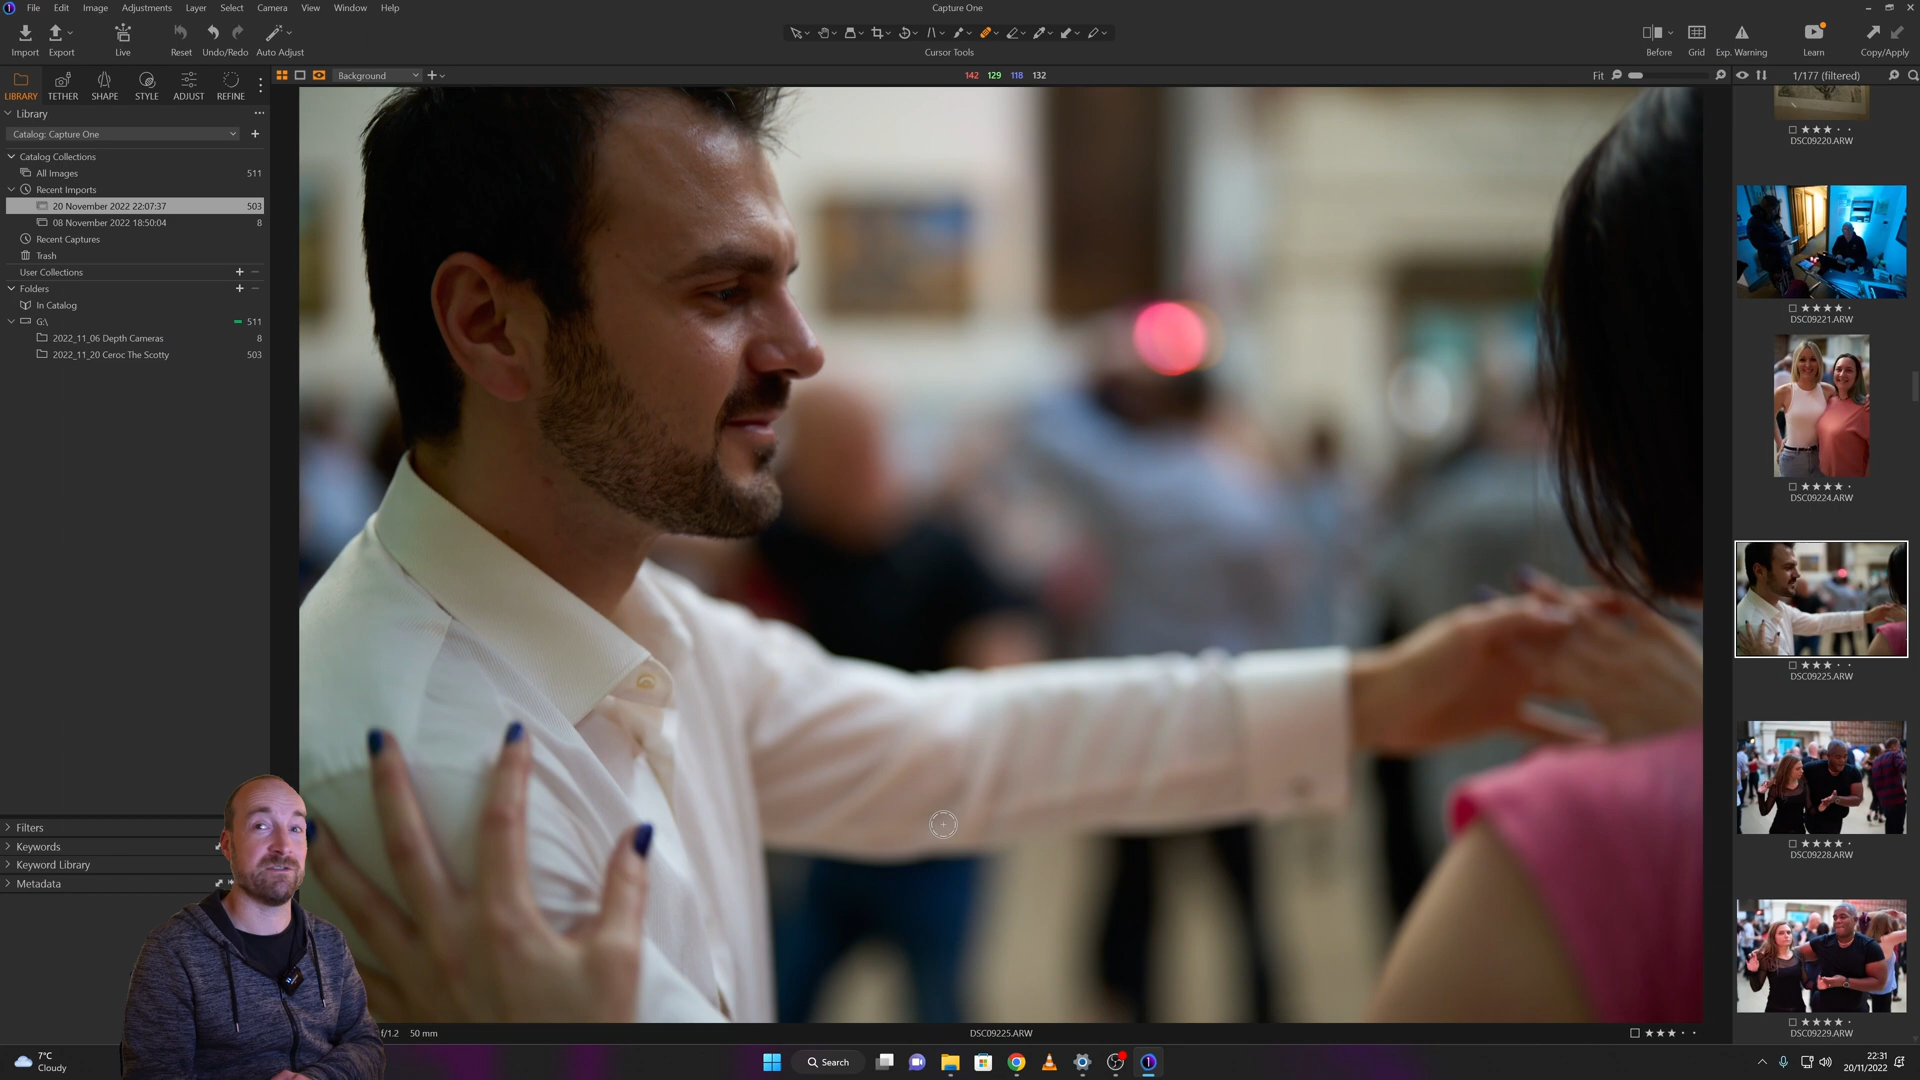 File Edit Image Adjustments Layer Select Camera View Window Help
Capture One
Import Export Live Reset Undo/Redo Auto Adjust
Cursor Tools
Before Grid Exp. Warning Learn Copy/Apply
LIBRARY TETHER SHAPE STYLE ADJUST REFINE
Background
142 129 118 132
Fit
1/177 (filtered)
Library
Catalog: Capture One
Catalog Collections
All Images 511
Recent Imports
20 November 2022 22:07:37 503
08 November 2022 18:50:04 8
Recent Captures
Trash
User Collections
Folders
In Catalog
G:\ 511
2022_11_06 Depth Cameras 8
2022_11_20 Ceroc The Scotty 503
Filters
Keywords
Keyword Library
Metadata
DSC09220.ARW
DSC09221.ARW
DSC09224.ARW
DSC09225.ARW
DSC09228.ARW
DSC09229.ARW
f/1.2 50 mm
DSC09225.ARW
7°C
Cloudy
Search
22:31
20/11/2022